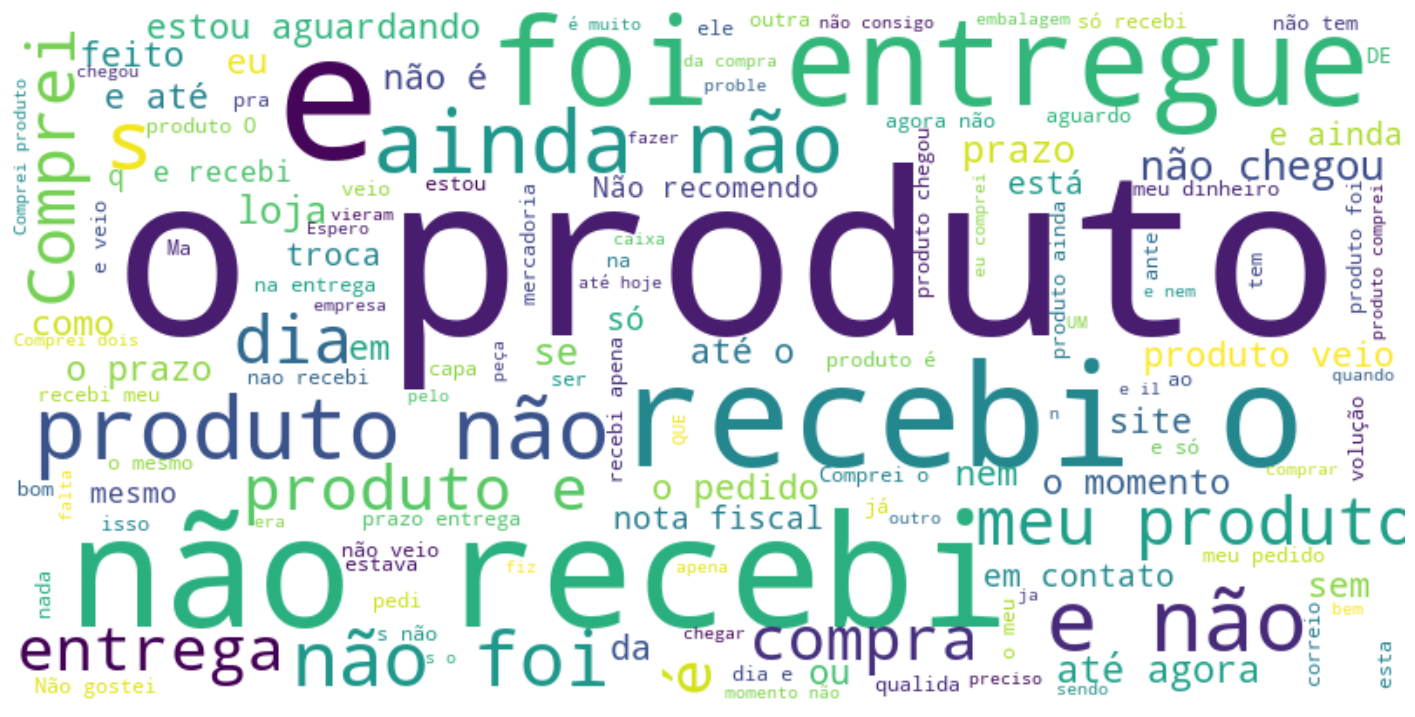 estou aguardando
é muito
ele
outra
não consigo
embalagem
só recebi
não tem
Comprei
feito
eu
e
não é
foi entregue
da compra
proble
DE
chegou
e até
pra
Comprei produto
s
produto O
ainda não
fazer
agora não
aguardo
e ainda
prazo
não chegou
q
e recebi
veio
estou
Não recomendo
está
meu dinheiro
e veio
loja
vieram
Espero
mercadoria
produto chegou
eu comprei
produto ainda
produto foi
produto comprei
Ma
o produto
troca
caixa
na
ante
tem
na entrega
até hoje
e nem
empresa
como
Comprei dois
dia
em
só
UM
o prazo
nao recebi
peça
se
ser
recebi apena
até o
produto é
produto veio
capa
pelo
recebi meu
e il
ao
quando
produto não
recebi o
QUE
n
site
e só
volução
o mesmo
bom
falta
mesmo
produto e
o pedido
Comprei o
nem
o momento
comprar
isso
era
prazo entrega
nota fiscal
já
outro
meu produto
não recebi
não veio
estava
fiz
apena
meu pedido
em contato
sem
nada
pedi
o meu
ja
bem
entrega
não foi
s não
s o
da
chegar
compra
e não
correio
esta
Não gostei
é
dia e
momento não
ou
qualida
preciso
até agora
sendo